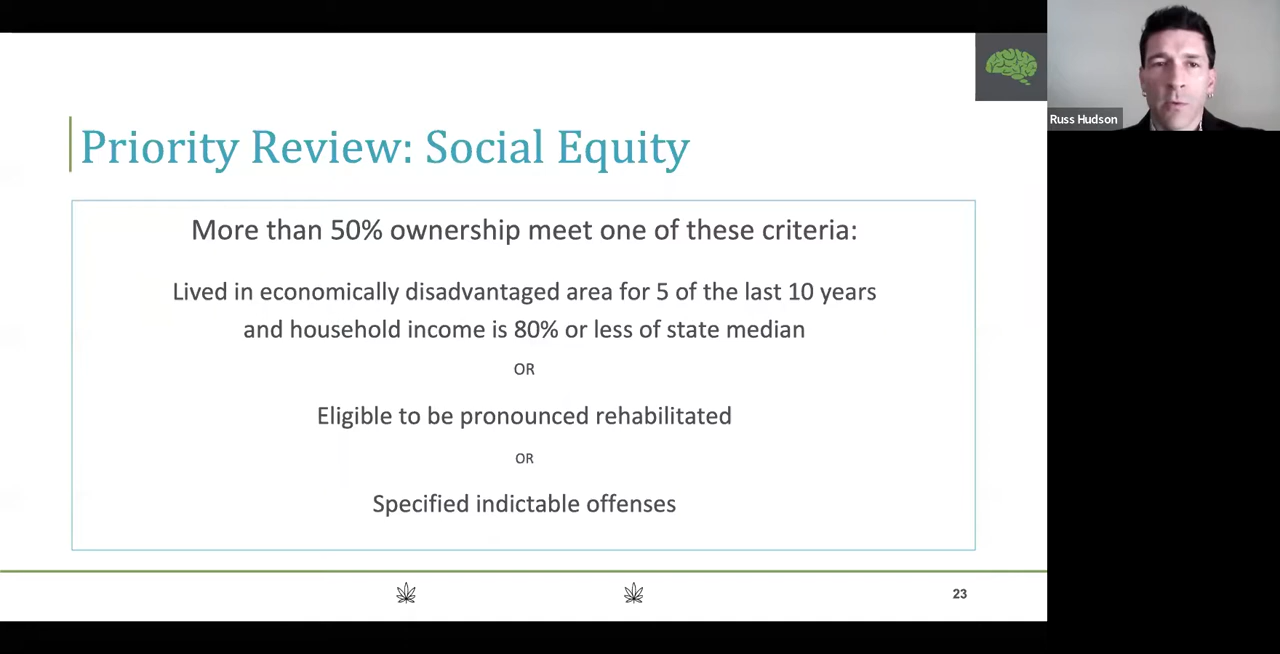 Priority Review: Social Equity
More than 50% ownership meet one of these criteria:
Lived in economically disadvantaged area for 5 of the last 10 years
and household income is 80% or less of state median
OR
Eligible to be pronounced rehabilitated
OR
Specified indictable offenses
23
Russ Hudson